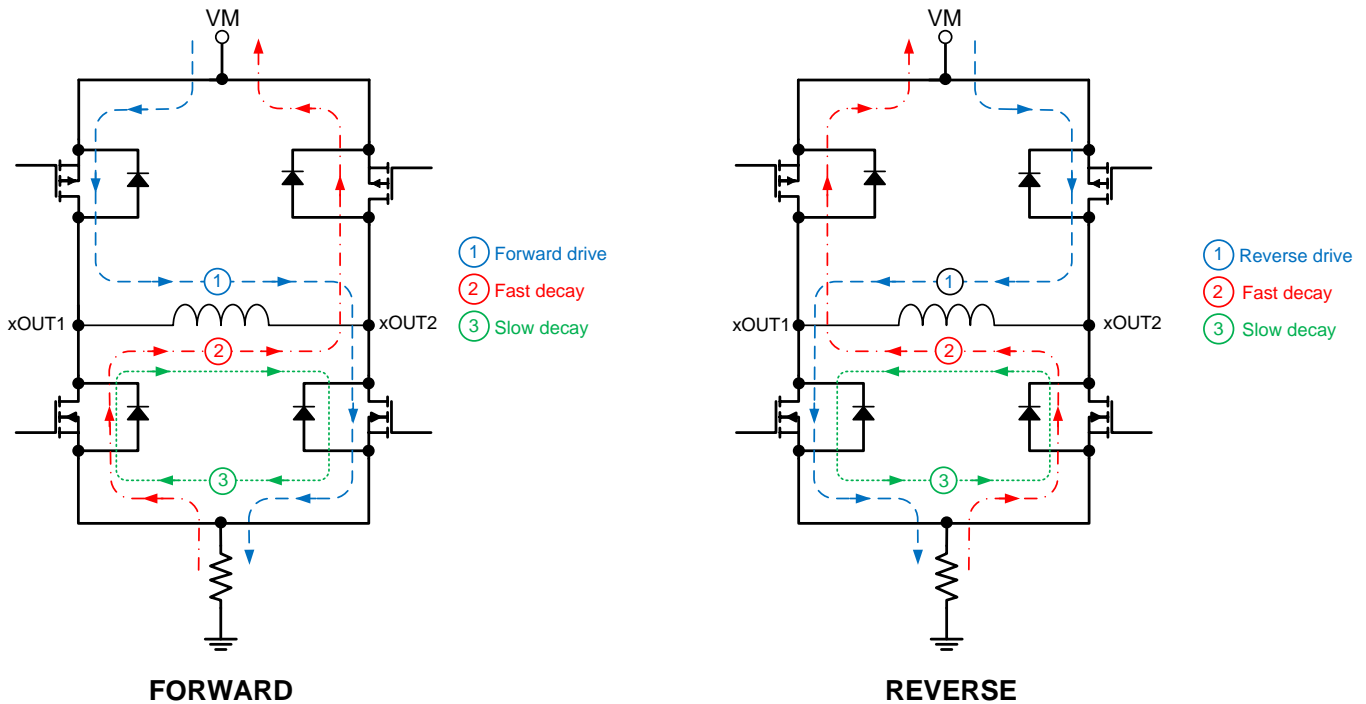 VM
1
xOUT1
xOUT2
2
3
1 Forward drive
2 Fast decay
3 Slow decay
FORWARD
VM
1
xOUT1
xOUT2
2
3
1 Reverse drive
2 Fast decay
3 Slow decay
REVERSE